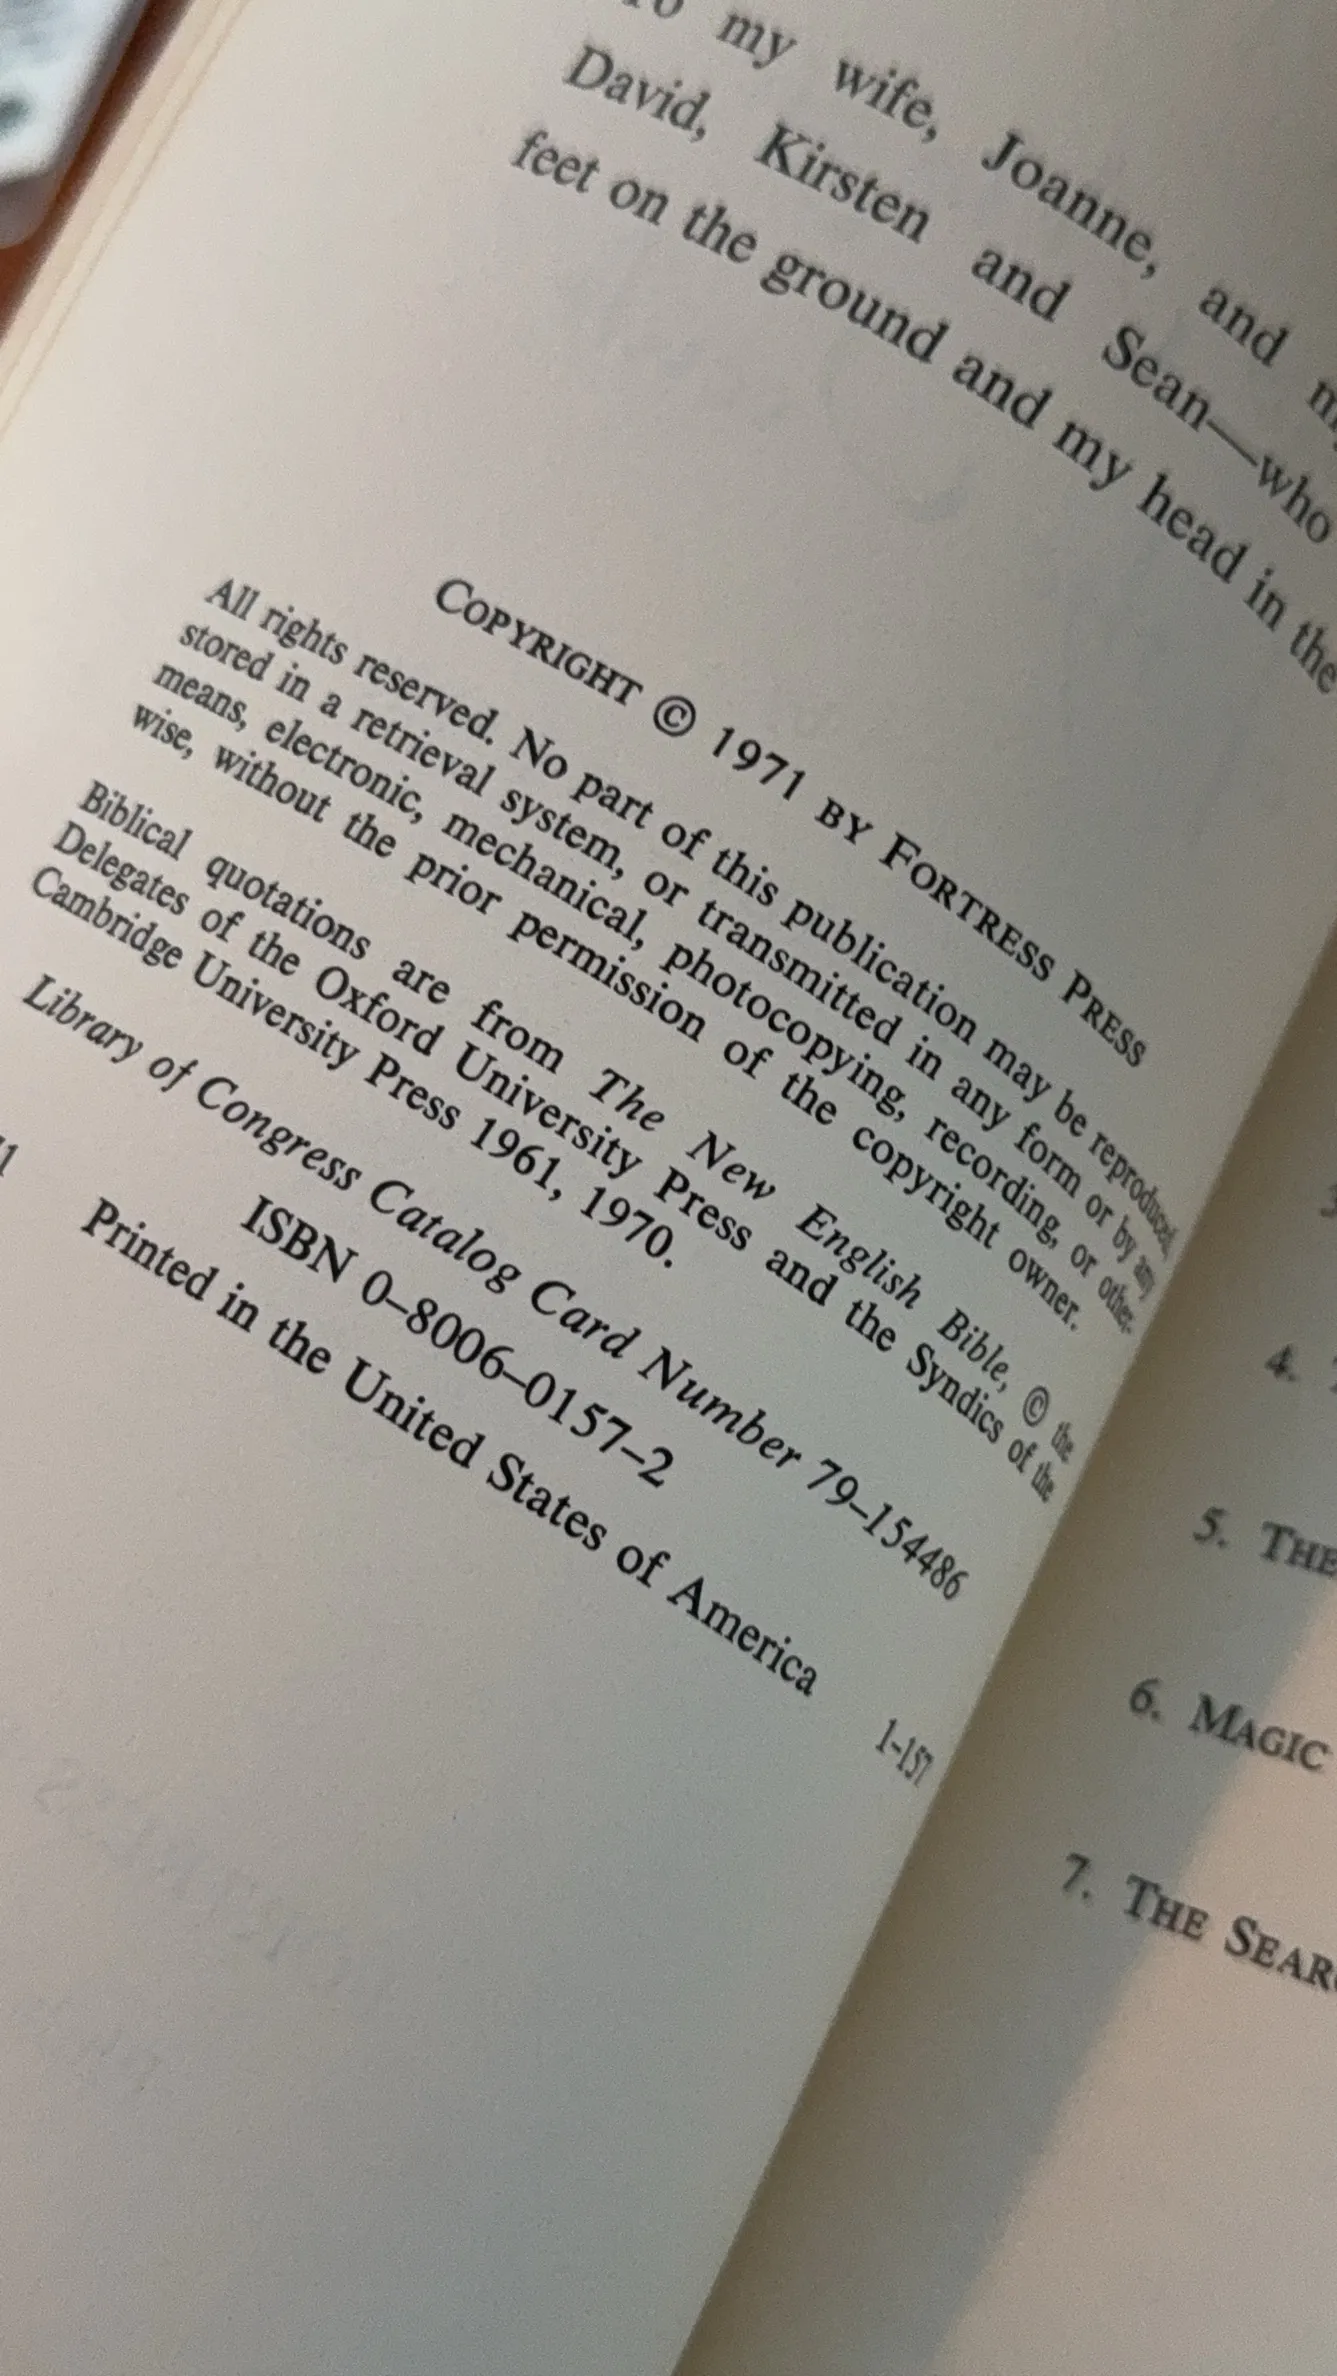 my wife, Joanne, and
David, Kirsten and Sean—who
feet on the ground and my head in the
COPYRIGHT © 1971 BY FORTRESS PRESS
All rights reserved. No part of this publication may be reproduced,
stored in a retrieval system, or transmitted in any form or by any
means, electronic, mechanical, photocopying, recording, or other-
wise, without the prior permission of the copyright owner.
Biblical quotations are from The New English Bible, © the
Delegates of the Oxford University Press and the Syndics of the
Cambridge University Press 1961, 1970.
Library of Congress Catalog Card Number 79–154486
ISBN 0–8006–0157–2
Printed in the United States of America
1-157
4.
5. THE
6. MAGIC
7. THE SEARC